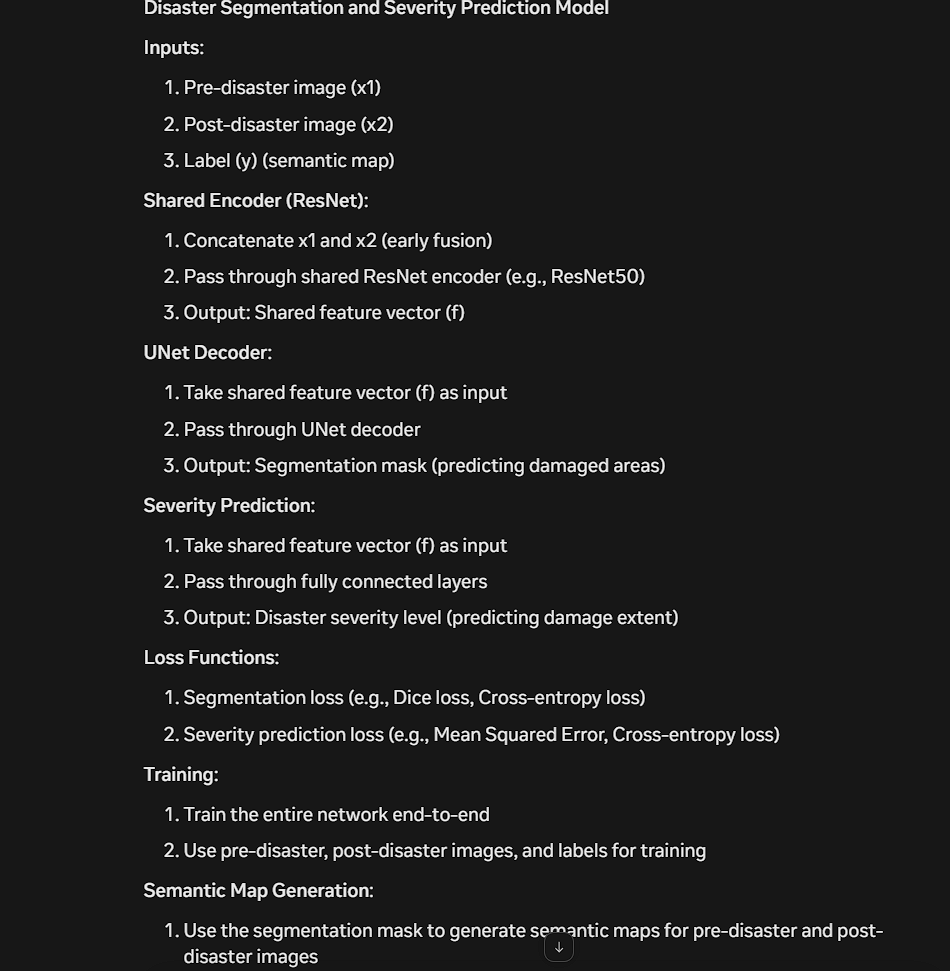 Disaster Segmentation and Severity Prediction Model
Inputs:
1. Pre-disaster image (x1)
2. Post-disaster image (x2)
3. Label (y) (semantic map)
Shared Encoder (ResNet):
1. Concatenate x1 and x2 (early fusion)
2. Pass through shared ResNet encoder (e.g., ResNet50)
3. Output: Shared feature vector (f)
UNet Decoder:
1. Take shared feature vector (f) as input
2. Pass through UNet decoder
3. Output: Segmentation mask (predicting damaged areas)
Severity Prediction:
1. Take shared feature vector (f) as input
2. Pass through fully connected layers
3. Output: Disaster severity level (predicting damage extent)
Loss Functions:
1. Segmentation loss (e.g., Dice loss, Cross-entropy loss)
2. Severity prediction loss (e.g., Mean Squared Error, Cross-entropy loss)
Training:
1. Train the entire network end-to-end
2. Use pre-disaster, post-disaster images, and labels for training
Semantic Map Generation:
1. Use the segmentation mask to generate semantic maps for pre-disaster and post-
disaster images